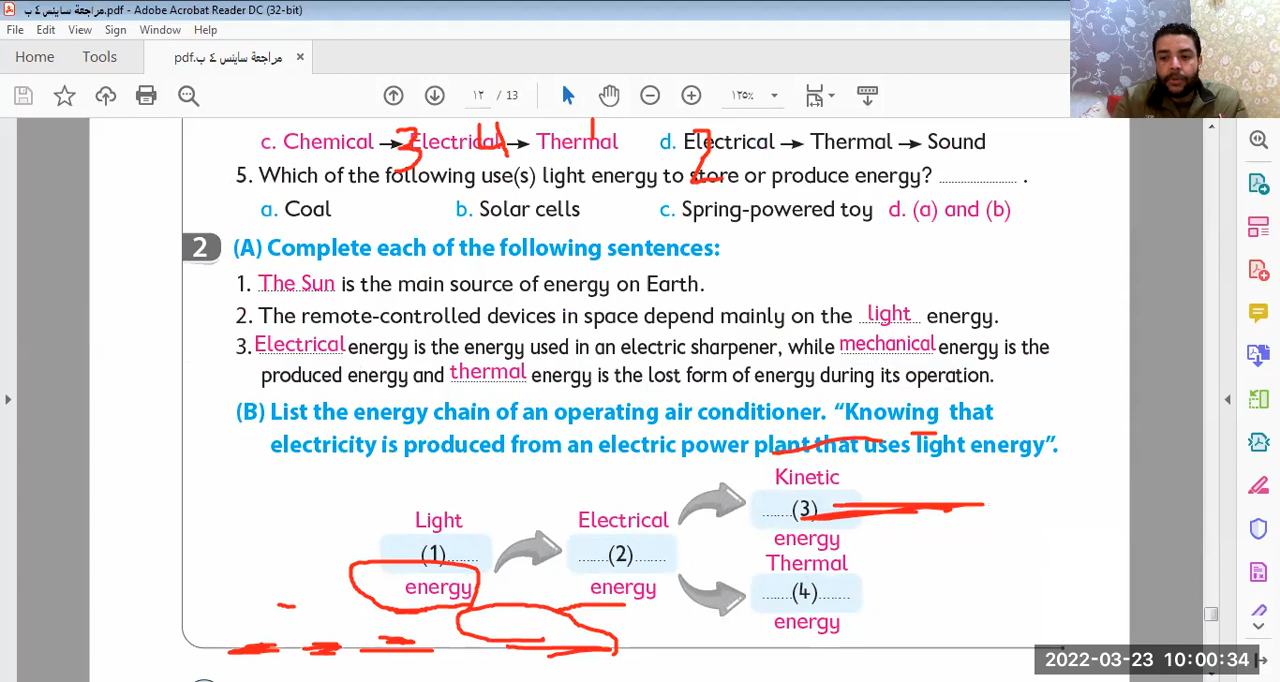 مراجعة ساينس ٤ ب.pdf - Adobe Acrobat Reader DC (32-bit)
File Edit View Sign Window Help
Home Tools مراجعة ساينس ٤ ب.pdf ×
١٢ / 13 ١٢٥%
c. Chemical → Electrical → Thermal d. Electrical → Thermal → Sound
3 4 1 2
5. Which of the following use(s) light energy to store or produce energy? .................... .
a. Coal b. Solar cells c. Spring-powered toy d. (a) and (b)
2 (A) Complete each of the following sentences:
1. The Sun is the main source of energy on Earth.
2. The remote-controlled devices in space depend mainly on the light energy.
3. Electrical energy is the energy used in an electric sharpener, while mechanical energy is the
produced energy and thermal energy is the lost form of energy during its operation.
(B) List the energy chain of an operating air conditioner. “Knowing that
electricity is produced from an electric power plant that uses light energy”.
Kinetic
........(3)
energy
Light
(1)........
energy
Electrical
........(2)........
energy
Thermal
........(4)........
energy
2022-03-23 10:00:34